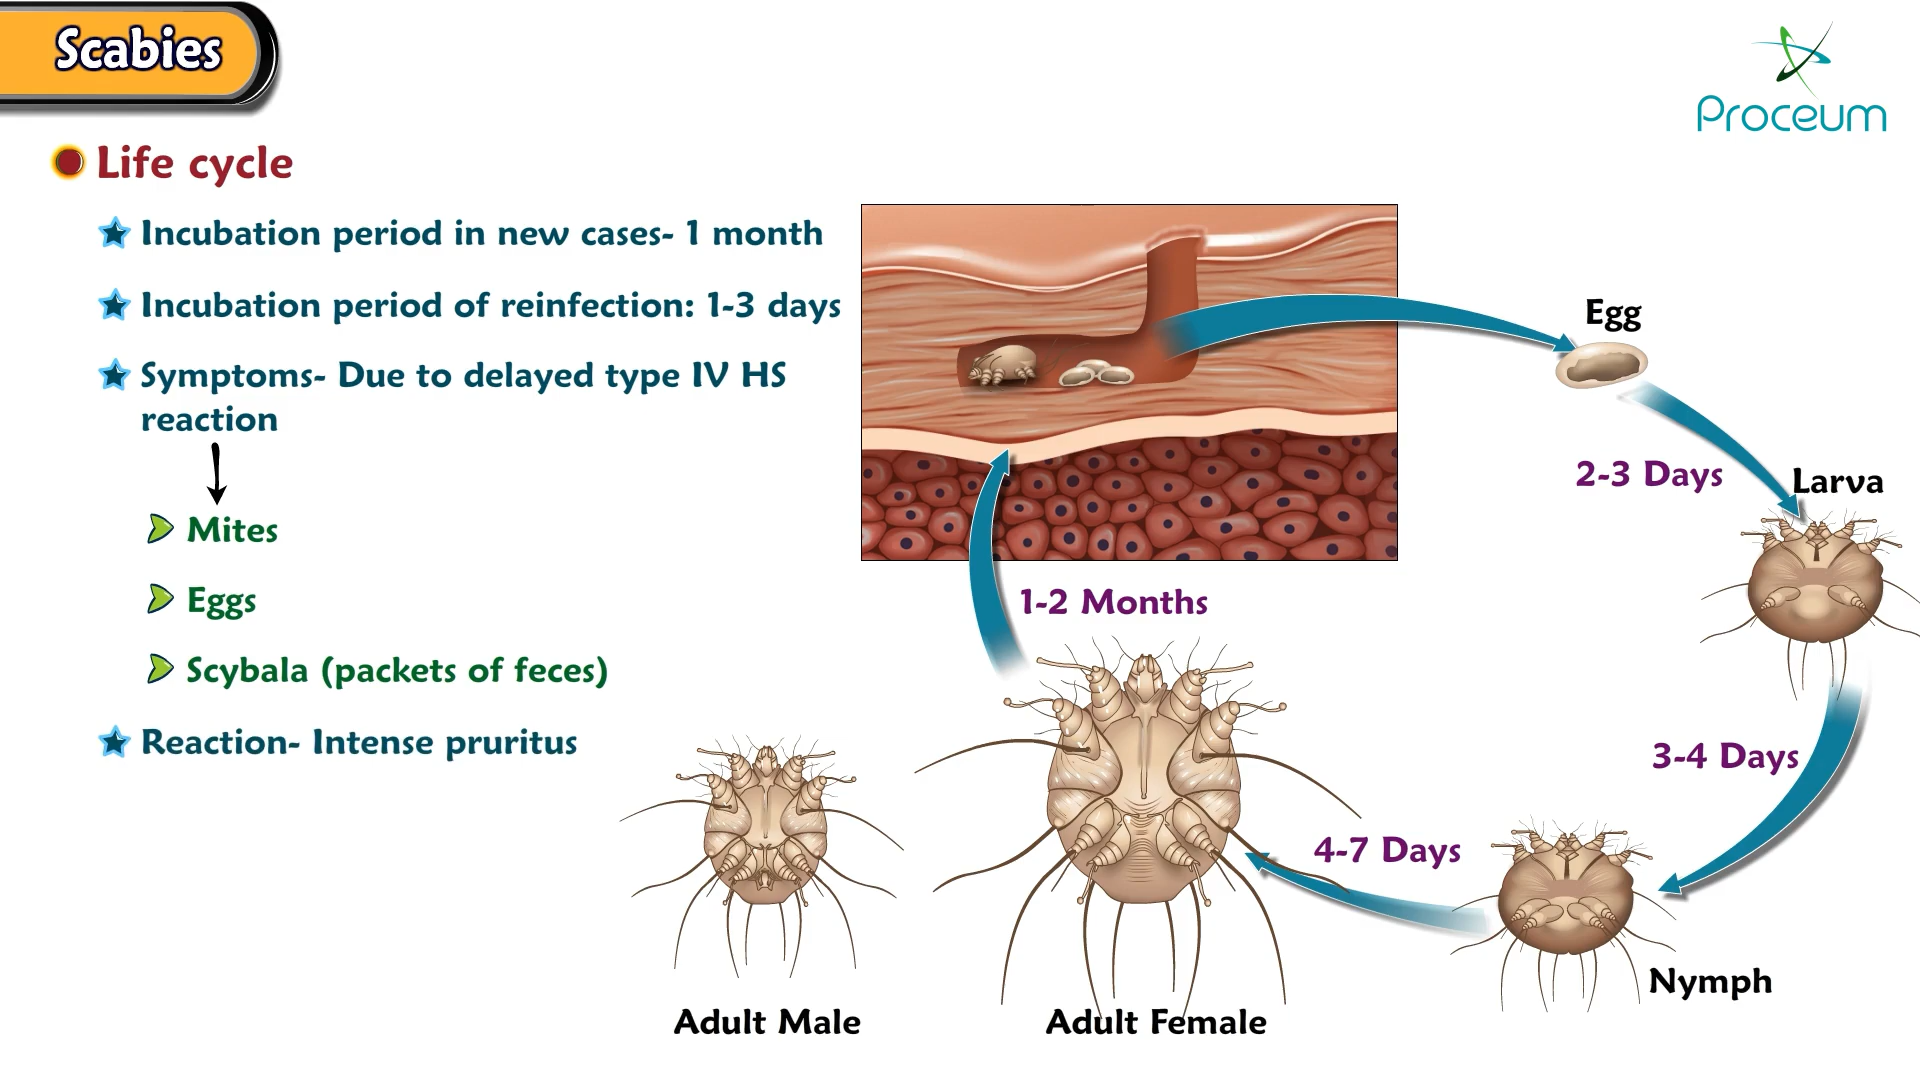 Scabies
Proceum
Life cycle
Incubation period in new cases- 1 month
Incubation period of reinfection: 1-3 days
Symptoms- Due to delayed type IV HS
reaction
Mites
Eggs
Scybala (packets of feces)
Reaction- Intense pruritus
Egg
2-3 Days
Larva
3-4 Days
Nymph
4-7 Days
1-2 Months
Adult Male
Adult Female